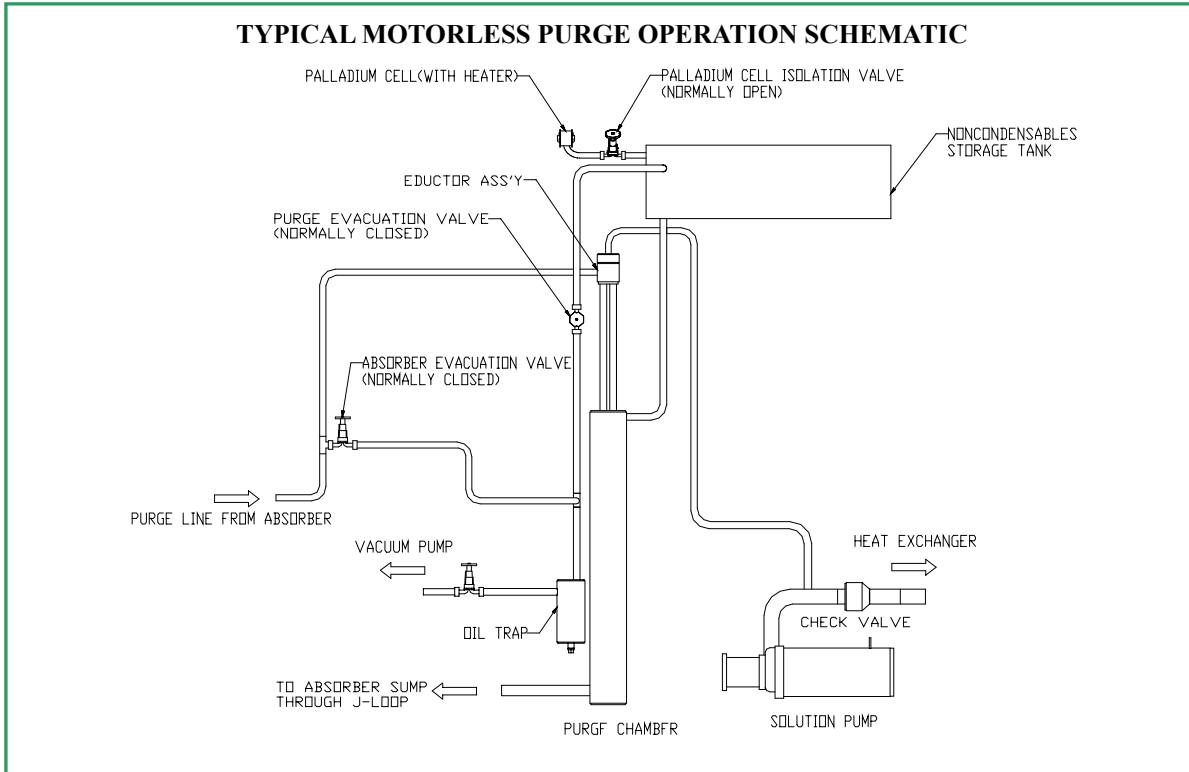 TYPICAL MOTORLESS PURGE OPERATION SCHEMATIC
PALLADIUM CELL(WITH HEATER)
PALLADIUM CELL ISOLATION VALVE
(NORMALLY OPEN)
NONCONDENSABLES
STORAGE TANK
EDUCTOR ASS'Y
PURGE EVACUATION VALVE
(NORMALLY CLOSED)
ABSORBER EVACUATION VALVE
(NORMALLY CLOSED)
PURGE LINE FROM ABSORBER
VACUUM PUMP
HEAT EXCHANGER
OIL TRAP
CHECK VALVE
TO ABSORBER SUMP
THROUGH J-LOOP
PURGF CHAMBFR
SOLUTION PUMP